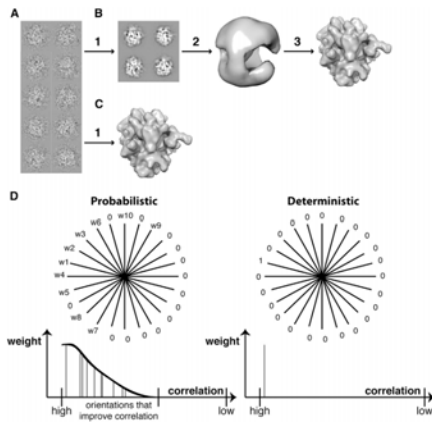 A
B
1
2
3
C
1
D
Probabilistic
Deterministic
w6 0 w10 0 w9
w3 0
w2 0
w1 0
w4 0
w5 0
0 0
w8 0
w7 0 0 0 0
0 0 0 0 0
0 0
0 0
1 0
0 0
0 0
0 0
0 0
0 0 0 0 0
weight
correlation
high
orientations that
improve correlation
low
weight
correlation
high
low